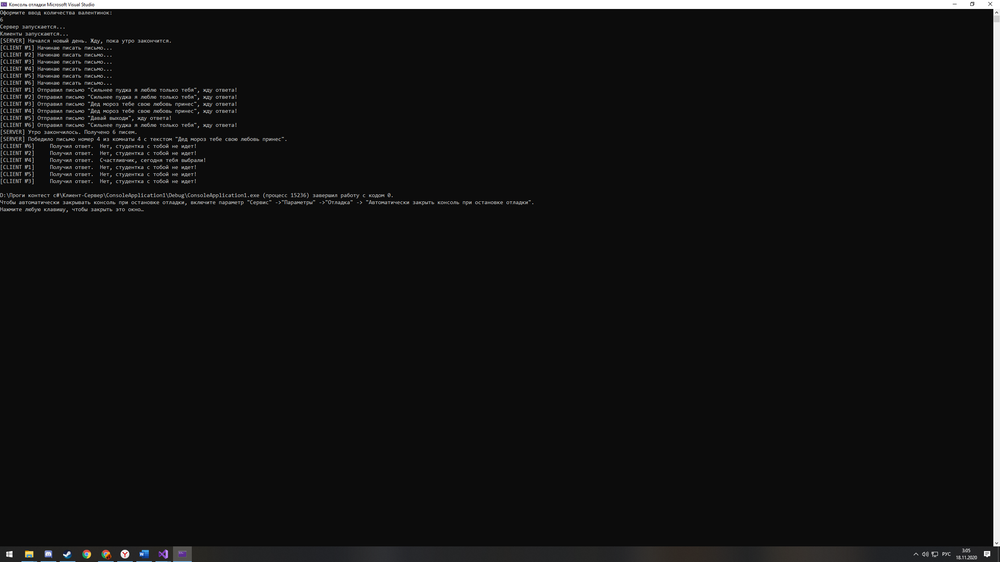 Консоль отладки Microsoft Visual Studio
Оформите ввод количества валентинок:
6
Сервер запускается...
Клиенты запускаются...
[SERVER] Начался новый день. Жду, пока утро закончится.
[CLIENT №1] Начинаю писать письмо...
[CLIENT №2] Начинаю писать письмо...
[CLIENT №3] Начинаю писать письмо...
[CLIENT №4] Начинаю писать письмо...
[CLIENT №5] Начинаю писать письмо...
[CLIENT №6] Начинаю писать письмо...
[CLIENT №1] Отправил письмо "Сильнее пуджа я люблю только тебя", жду ответа!
[CLIENT №2] Отправил письмо "Сильнее пуджа я люблю только тебя", жду ответа!
[CLIENT №3] Отправил письмо "Дед мороз тебе свою любовь принес", жду ответа!
[CLIENT №4] Отправил письмо "Дед мороз тебе свою любовь принес", жду ответа!
[CLIENT №5] Отправил письмо "Давай выходи", жду ответа!
[CLIENT №6] Отправил письмо "Сильнее пуджа я люблю только тебя", жду ответа!
[SERVER] Утро закончилось. Получено 6 писем.
[SERVER] Победило письмо номер 4 из комнаты 4 с текстом "Дед мороз тебе свою любовь принес".
[CLIENT №6]     Получил ответ.  Нет, студентка с тобой не идет!
[CLIENT №2]     Получил ответ.  Нет, студентка с тобой не идет!
[CLIENT №4]     Получил ответ.  Счастливчик, сегодня тебя выбрали!
[CLIENT №1]     Получил ответ.  Нет, студентка с тобой не идет!
[CLIENT №5]     Получил ответ.  Нет, студентка с тобой не идет!
[CLIENT №3]     Получил ответ.  Нет, студентка с тобой не идет!
D:\Проги контест c#\Клиент-Сервер\ConsoleApplication1\Debug\ConsoleApplication1.exe (процесс 15236) завершил работу с кодом 0.
Чтобы автоматически закрывать консоль при остановке отладки, включите параметр "Сервис" ->"Параметры" ->"Отладка" -> "Автоматически закрыть консоль при остановке отладки".
Нажмите любую клавишу, чтобы закрыть это окно…
РУС
3:05
18.11.2020